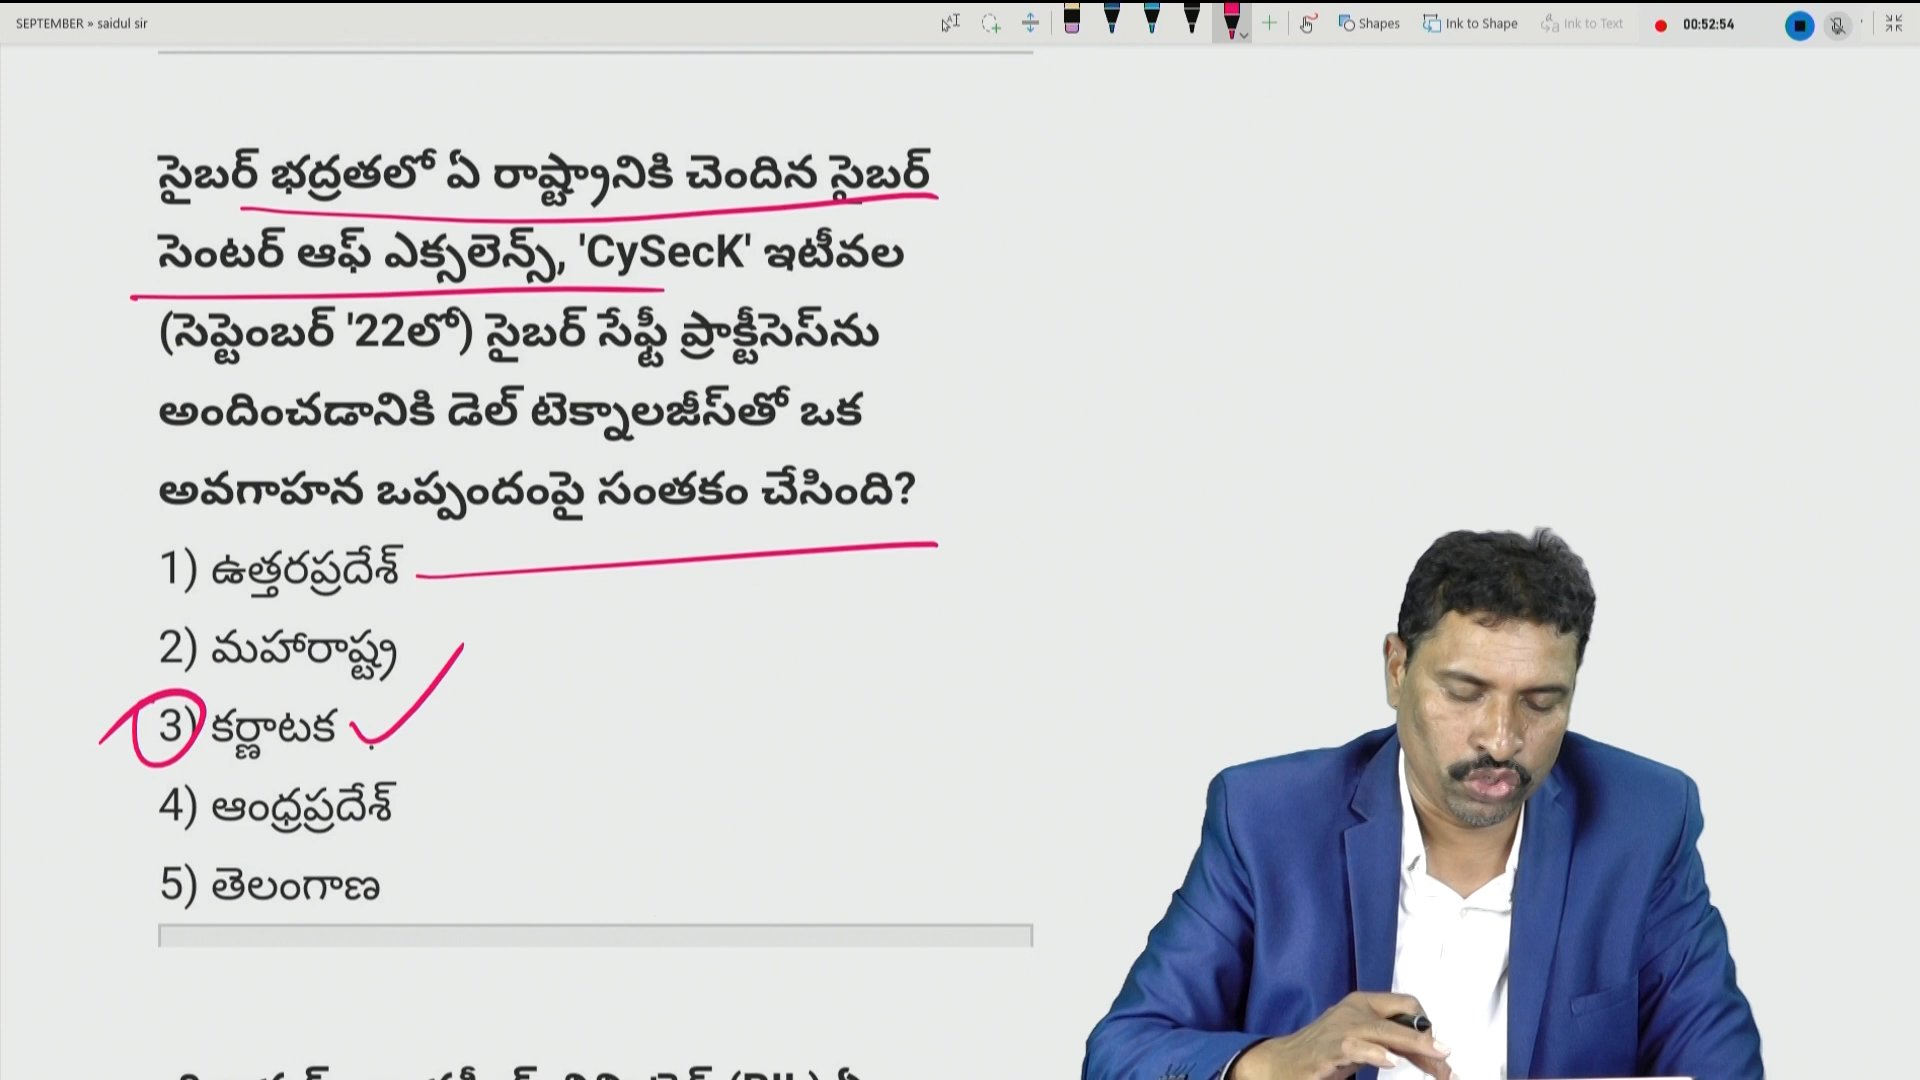 SEPTEMBER » saidul sir
Shapes
Ink to Shape
Ink to Text
00:52:54
సైబర్ భద్రతలో ఏ రాష్ట్రానికి చెందిన సైబర్
సెంటర్ ఆఫ్ ఎక్సలెన్స్, 'CySecK' ఇటీవల
(సెప్టెంబర్ '22లో) సైబర్ సేఫ్టీ ప్రాక్టీసెస్‌ను
అందించడానికి డెల్ టెక్నాలజీస్‌తో ఒక
అవగాహన ఒప్పందంపై సంతకం చేసింది?
1) ఉత్తరప్రదేశ్
2) మహారాష్ట్ర
3) కర్ణాటక
4) ఆంధ్రప్రదేశ్
5) తెలంగాణ